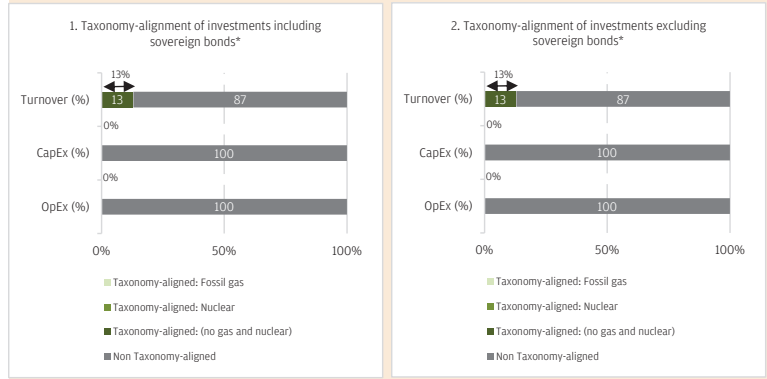 1. Taxonomy-alignment of investments including
sovereign bonds*
13%
Turnover (%)
13
87
0%
CapEx (%)
100
0%
OpEx (%)
100
0%
50%
100%
Taxonomy-aligned: Fossil gas
Taxonomy-aligned: Nuclear
Taxonomy-aligned: (no gas and nuclear)
Non Taxonomy-aligned
2. Taxonomy-alignment of investments excluding
sovereign bonds*
13%
Turnover (%)
13
87
0%
CapEx (%)
100
0%
OpEx (%)
100
0%
50%
100%
Taxonomy-aligned: Fossil gas
Taxonomy-aligned: Nuclear
Taxonomy-aligned: (no gas and nuclear)
Non Taxonomy-aligned